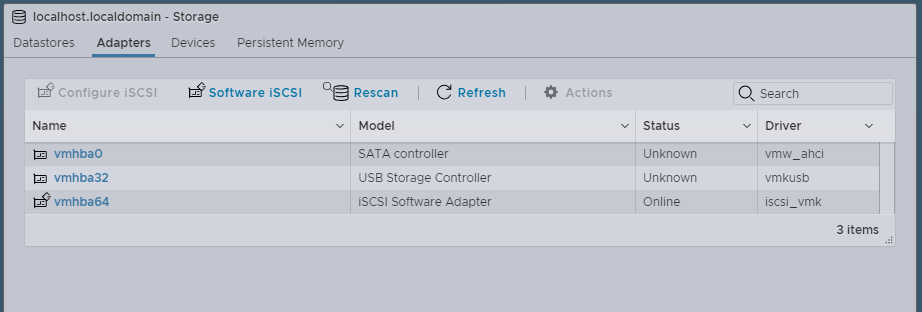 localhost.localdomain - Storage
Datastores Adapters Devices Persistent Memory
Configure iSCSI Software iSCSI Rescan | Refresh | Actions Search
Name Model Status Driver
vmhba0 SATA controller Unknown vmw_ahci
vmhba32 USB Storage Controller Unknown vmkusb
vmhba64 iSCSI Software Adapter Online iscsi_vmk
3 items